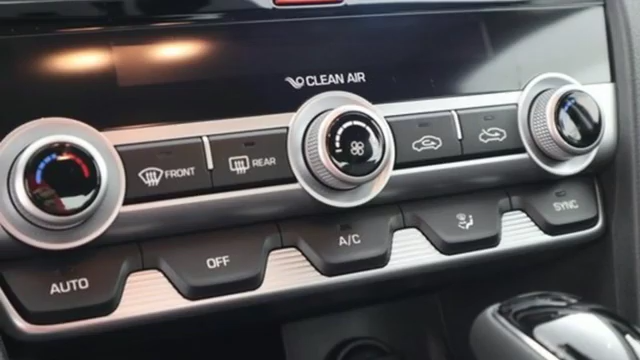 CLEAN AIR
FRONT
REAR
AUTO
OFF
A/C
SYNC